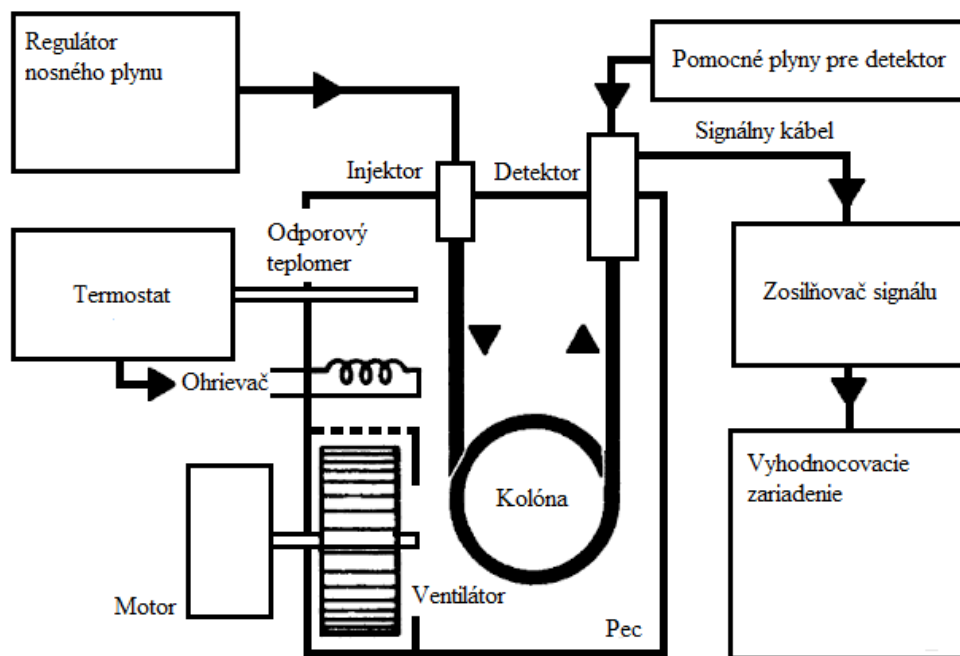 Regulátor
nosného plynu
Pomocné plyny pre detektor
Signálny kábel
Injektor
Detektor
Odporový
teplomer
Termostat
Zosilňovač signálu
Ohrievač
Vyhodnocovacie
zariadenie
Kolóna
Ventilátor
Motor
Pec